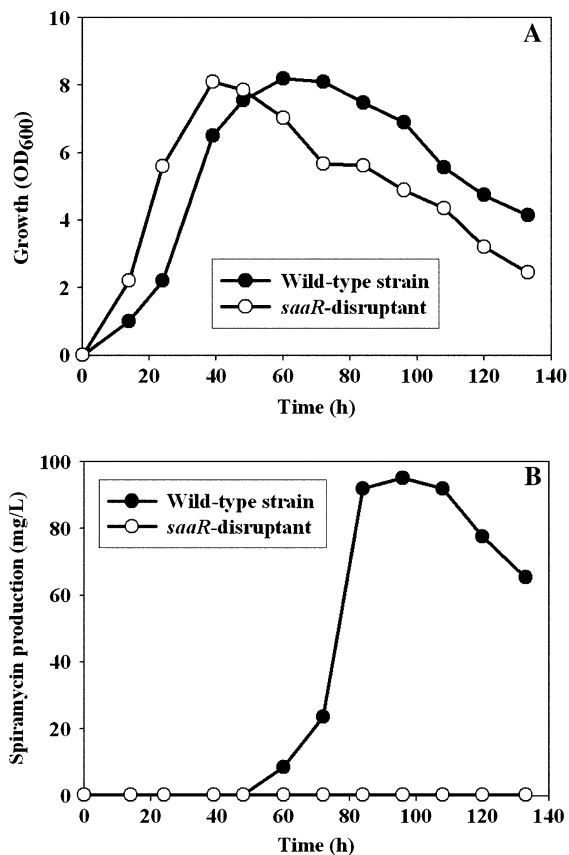 A
10
8
6
4
2
0
Growth (OD600)
Wild-type strain
saaR-disruptant
0 20 40 60 80 100 120 140
Time (h)
B
100
80
60
40
20
0
Spiramycin production (mg/L)
Wild-type strain
saaR-disruptant
0 20 40 60 80 100 120 140
Time (h)